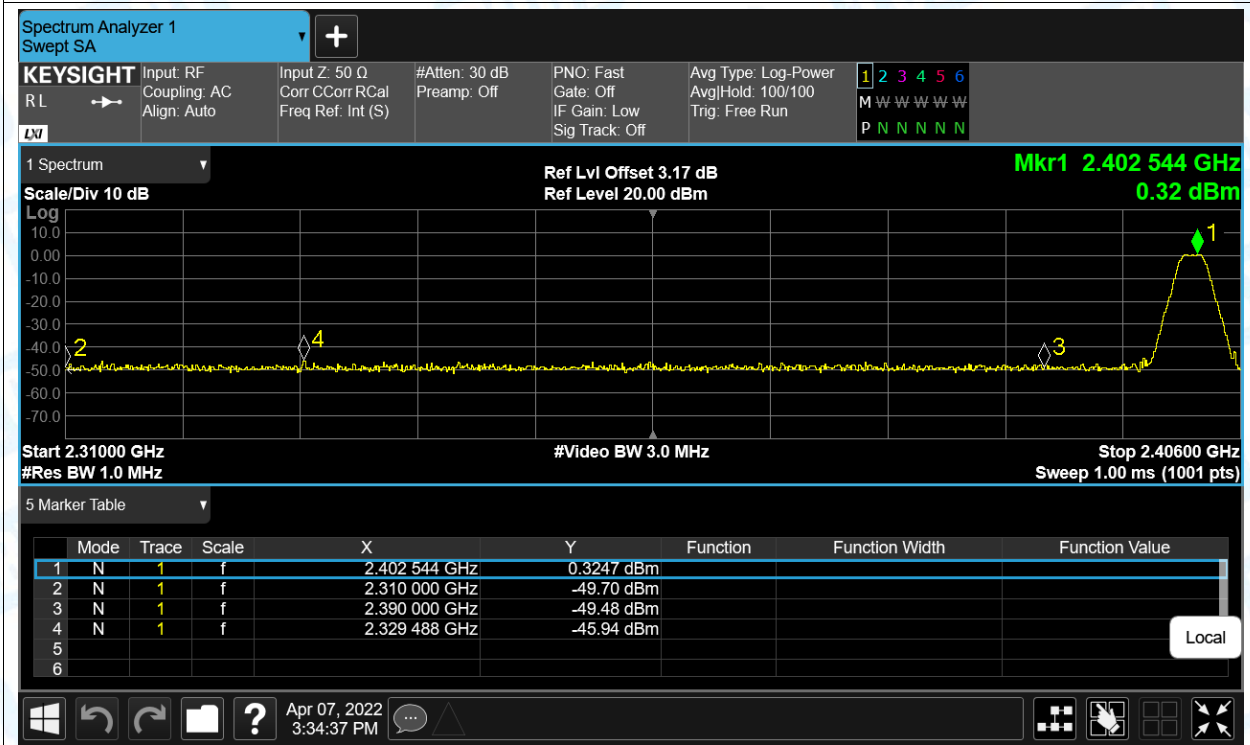 Spectrum Analyzer 1
Swept SA
+
KEYSIGHT Input: RF Input Z: 50 Ω #Atten: 30 dB PNO: Fast Avg Type: Log-Power 1 2 3 4 5 6
R L Coupling: AC Corr CCorr RCal Preamp: Off Gate: Off Avg|Hold: 100/100 M W W W W W
Align: Auto Freq Ref: Int (S) IF Gain: Low Trig: Free Run
LXI Sig Track: Off P N N N N N
1 Spectrum Ref Lvl Offset 3.17 dB Mkr1 2.402 544 GHz
Scale/Div 10 dB Ref Level 20.00 dBm 0.32 dBm
Log
10.0 1
0.00
-10.0
-20.0
-30.0
-40.0 2 4 3
-50.0
-60.0
-70.0
Start 2.31000 GHz #Video BW 3.0 MHz Stop 2.40600 GHz
#Res BW 1.0 MHz Sweep 1.00 ms (1001 pts)
5 Marker Table
Mode Trace Scale X Y Function Function Width Function Value
1 N 1 f 2.402 544 GHz 0.3247 dBm
2 N 1 f 2.310 000 GHz -49.70 dBm
3 N 1 f 2.390 000 GHz -49.48 dBm
4 N 1 f 2.329 488 GHz -45.94 dBm
5
6
Local
? Apr 07, 2022
3:34:37 PM